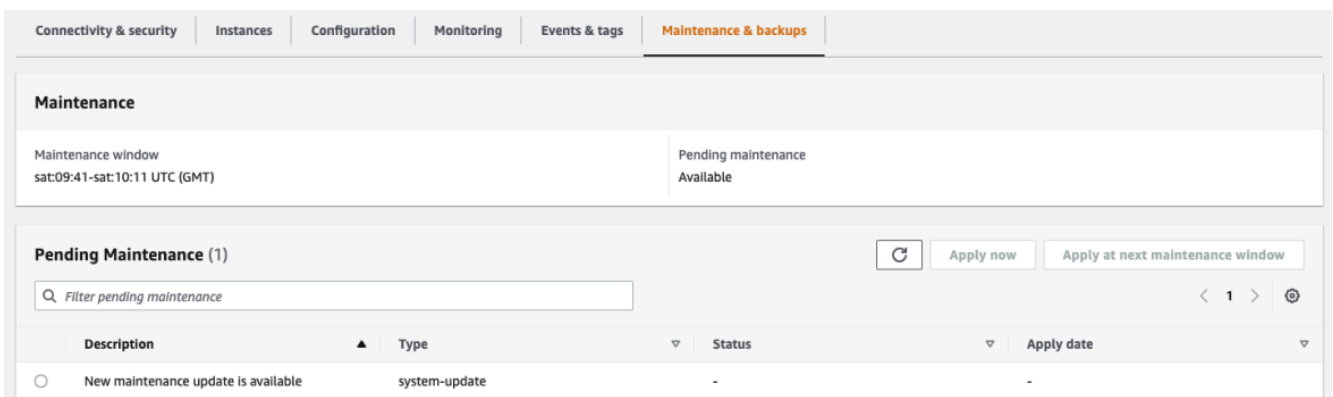 Connectivity & security Instances Configuration Monitoring Events & tags Maintenance & backups
Maintenance
Maintenance window
sat:09:41-sat:10:11 UTC (GMT)
Pending maintenance
Available
Pending Maintenance (1)
Apply now Apply at next maintenance window
Filter pending maintenance
1
Description Type Status Apply date
New maintenance update is available system-update - -